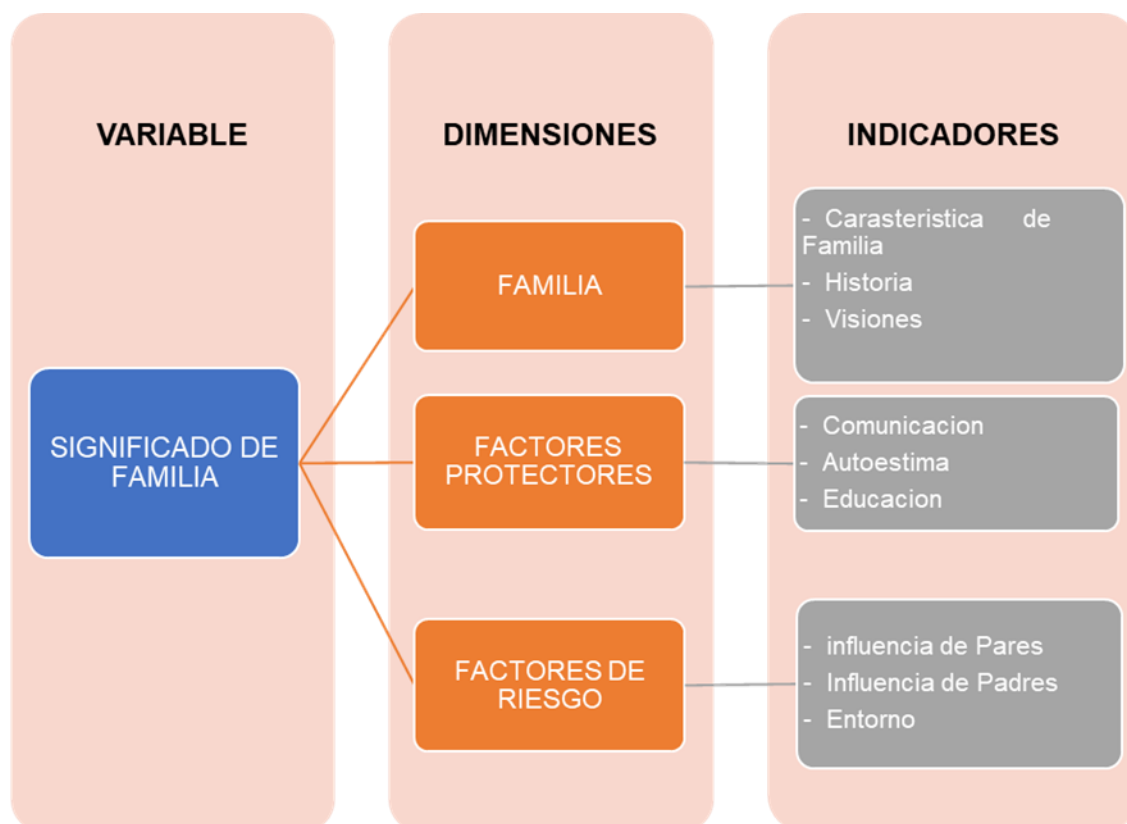 VARIABLE
DIMENSIONES
INDICADORES
SIGNIFICADO DE
FAMILIA
FAMILIA
- Carasteristica de
Familia
- Historia
- Visiones
FACTORES
PROTECTORES
- Comunicacion
- Autoestima
- Educacion
FACTORES DE
RIESGO
- influencia de Pares
- Influencia de Padres
- Entorno